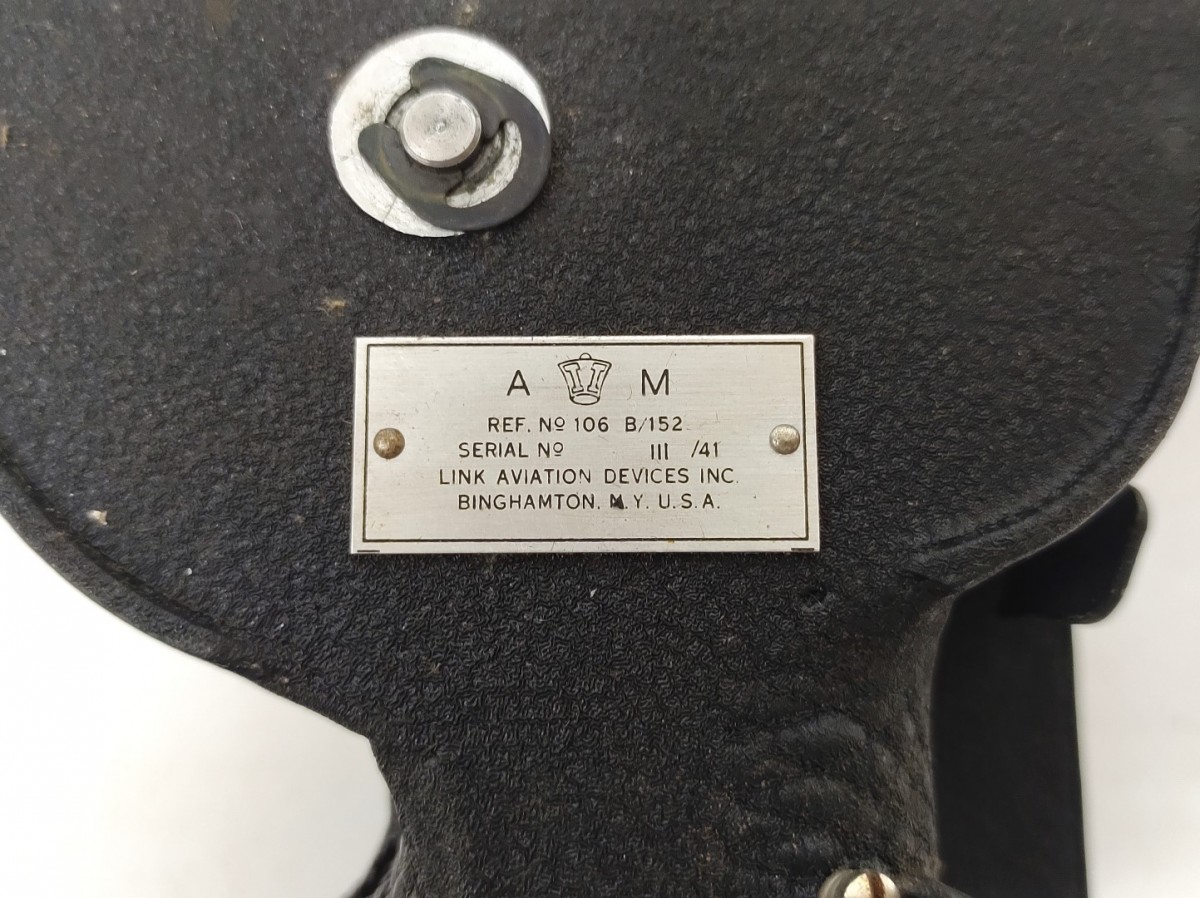 A M
REF. Nº 106 B/152
SERIAL Nº 111 /41
LINK AVIATION DEVICES INC.
BINGHAMTON. N.Y. U.S.A.